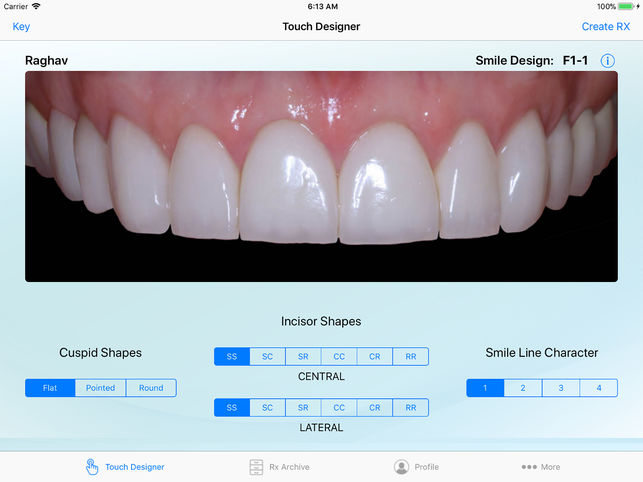 Carrier 6:13 AM 100%
Key Touch Designer Create RX
Raghav Smile Design: F1-1
Incisor Shapes
Cuspid Shapes
Smile Line Character
SS SC SR CC CR RR
CENTRAL
Flat Pointed Round
1 2 3 4
SS SC SR CC CR RR
LATERAL
Touch Designer Rx Archive Profile More